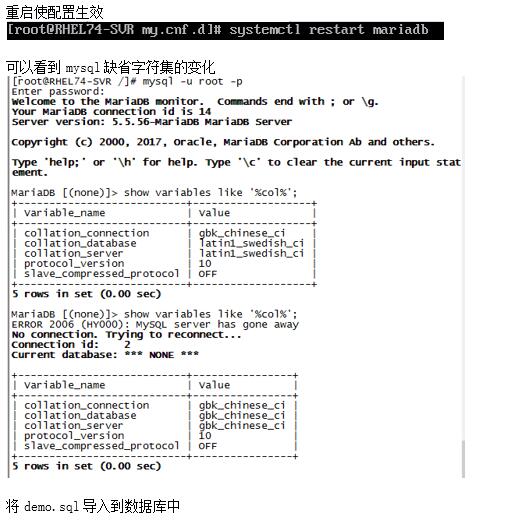 重启使配置生效
[root@RHEL74-SVR my.cnf.d]# systemctl restart mariadb
可以看到 mysql 缺省字符集的变化
[root@RHEL74-SVR /]# mysql -u root -p
Enter password:
Welcome to the MariaDB monitor.  Commands end with ; or \g.
Your MariaDB connection id is 14
Server version: 5.5.56-MariaDB MariaDB Server
Copyright (c) 2000, 2017, Oracle, MariaDB Corporation Ab and others.
Type 'help;' or '\h' for help. Type '\c' to clear the current input stat
ement.
MariaDB [(none)]> show variables like '%col%';
+---------------------------+-------------------+
| Variable_name             | Value             |
+---------------------------+-------------------+
| collation_connection      | gbk_chinese_ci    |
| collation_database        | latin1_swedish_ci |
| collation_server          | latin1_swedish_ci |
| protocol_version          | 10                |
| slave_compressed_protocol | OFF               |
+---------------------------+-------------------+
5 rows in set (0.00 sec)
MariaDB [(none)]> show variables like '%col%';
ERROR 2006 (HY000): MySQL server has gone away
No connection. Trying to reconnect...
Connection id:    2
Current database: *** NONE ***
+---------------------------+----------------+
| Variable_name             | Value          |
+---------------------------+----------------+
| collation_connection      | gbk_chinese_ci |
| collation_database        | gbk_chinese_ci |
| collation_server          | gbk_chinese_ci |
| protocol_version          | 10             |
| slave_compressed_protocol | OFF            |
+---------------------------+----------------+
5 rows in set (0.00 sec)
将 demo.sql 导入到数据库中